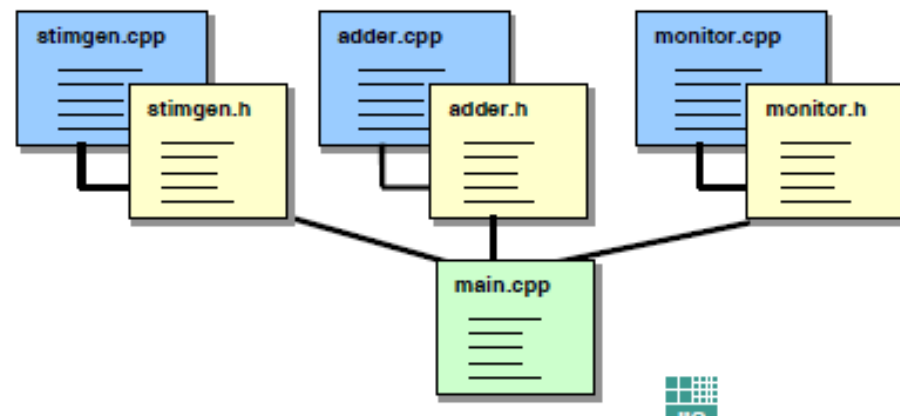 stimgen.cpp
stimgen.h
adder.cpp
adder.h
monitor.cpp
monitor.h
main.cpp